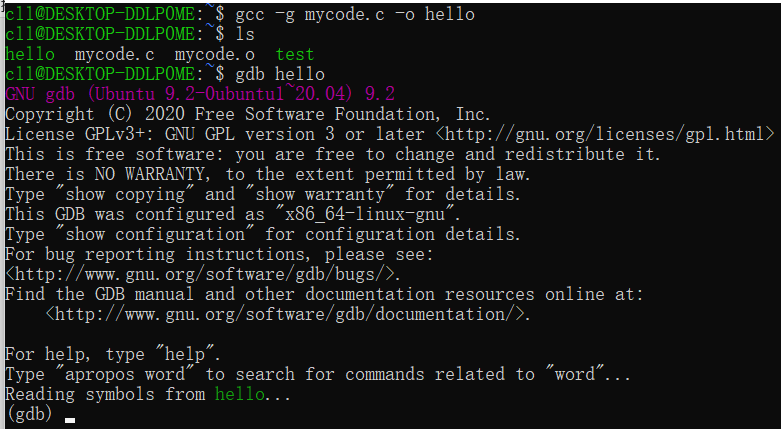 cll@DESKTOP-DDLPOME:~$ gcc -g mycode.c -o hello
cll@DESKTOP-DDLPOME:~$ ls
hello  mycode.c  mycode.o  test
cll@DESKTOP-DDLPOME:~$ gdb hello
GNU gdb (Ubuntu 9.2-0ubuntu1~20.04) 9.2
Copyright (C) 2020 Free Software Foundation, Inc.
License GPLv3+: GNU GPL version 3 or later <http://gnu.org/licenses/gpl.html>
This is free software: you are free to change and redistribute it.
There is NO WARRANTY, to the extent permitted by law.
Type "show copying" and "show warranty" for details.
This GDB was configured as "x86_64-linux-gnu".
Type "show configuration" for configuration details.
For bug reporting instructions, please see:
<http://www.gnu.org/software/gdb/bugs/>.
Find the GDB manual and other documentation resources online at:
    <http://www.gnu.org/software/gdb/documentation/>.

For help, type "help".
Type "apropos word" to search for commands related to "word"...
Reading symbols from hello...
(gdb)